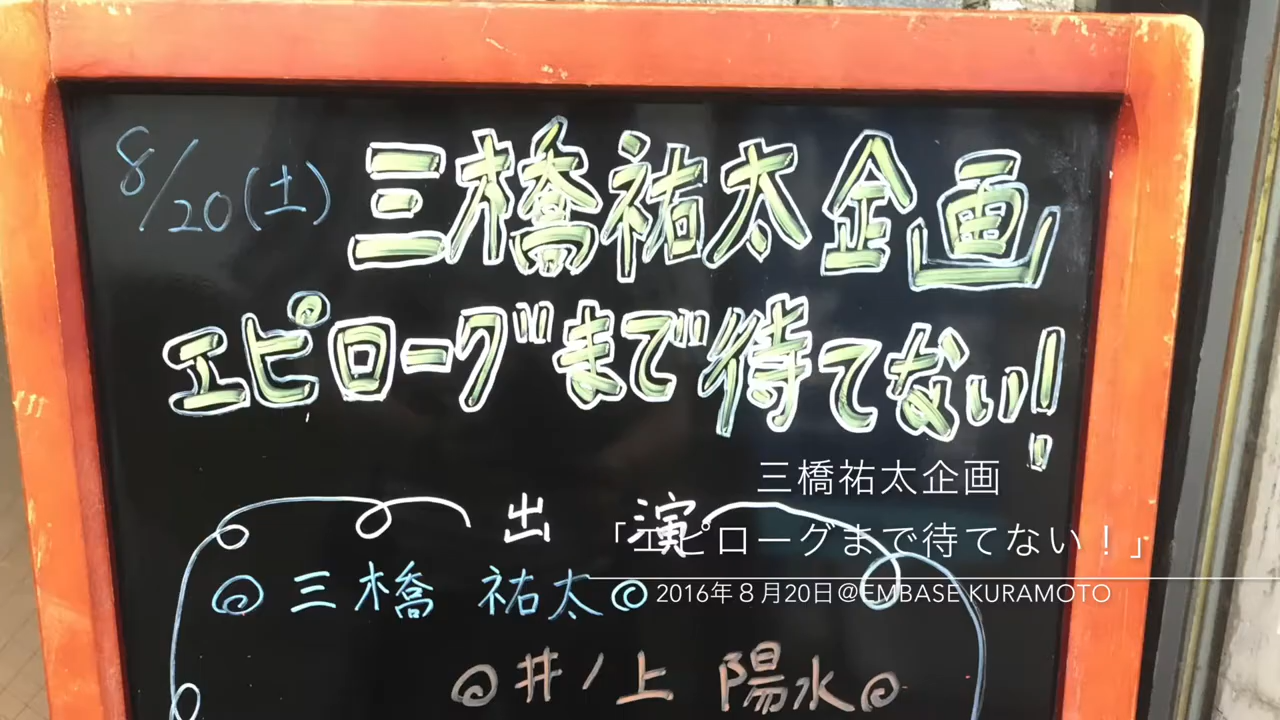 8/20(土) 三橋祐太企画
エピローグまで待てない!
出 演
三橋 祐太
井ノ上 陽水
三橋祐太企画
「エピローグまで待てない！」
2016年８月20日@EMBASE KURAMOTO